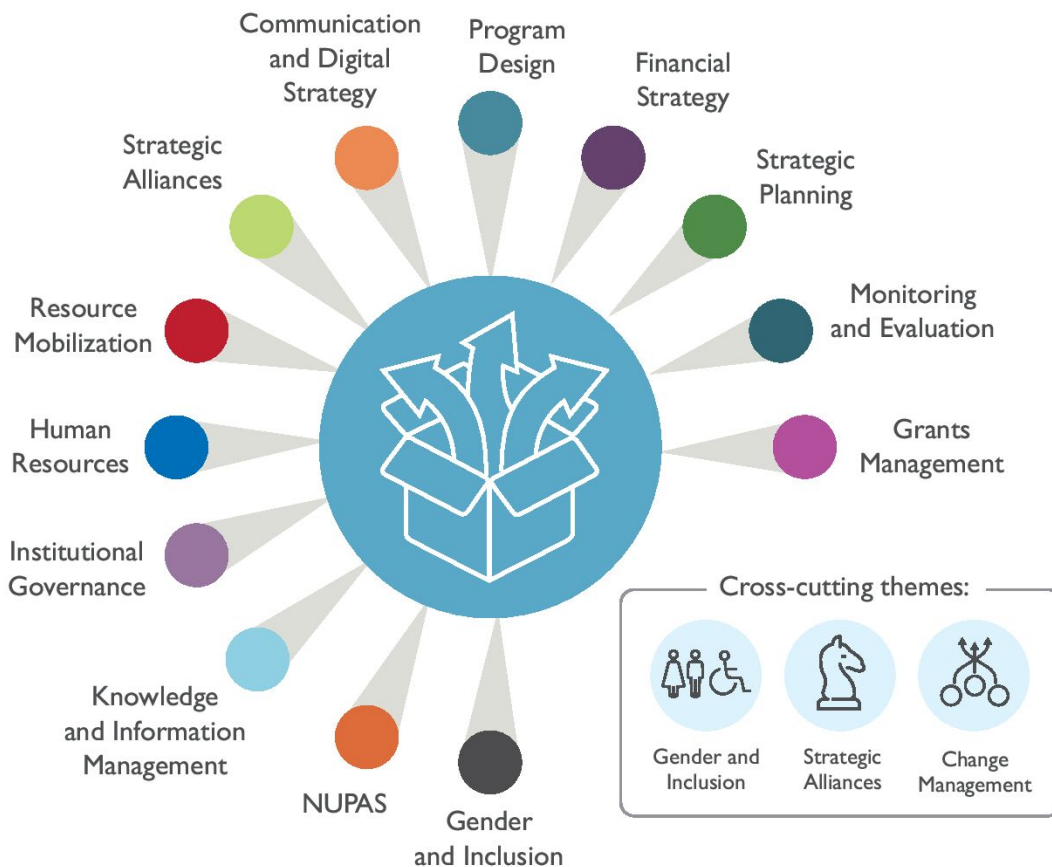 Communication
and Digital
Strategy
Program
Design
Financial
Strategy
Strategic
Alliances
Strategic
Planning
Resource
Mobilization
Monitoring
and Evaluation
Human
Resources
Grants
Management
Institutional
Governance
Knowledge
and Information
Management
NUPAS
Gender
and Inclusion
Cross-cutting themes:
Gender and
Inclusion
Strategic
Alliances
Change
Management